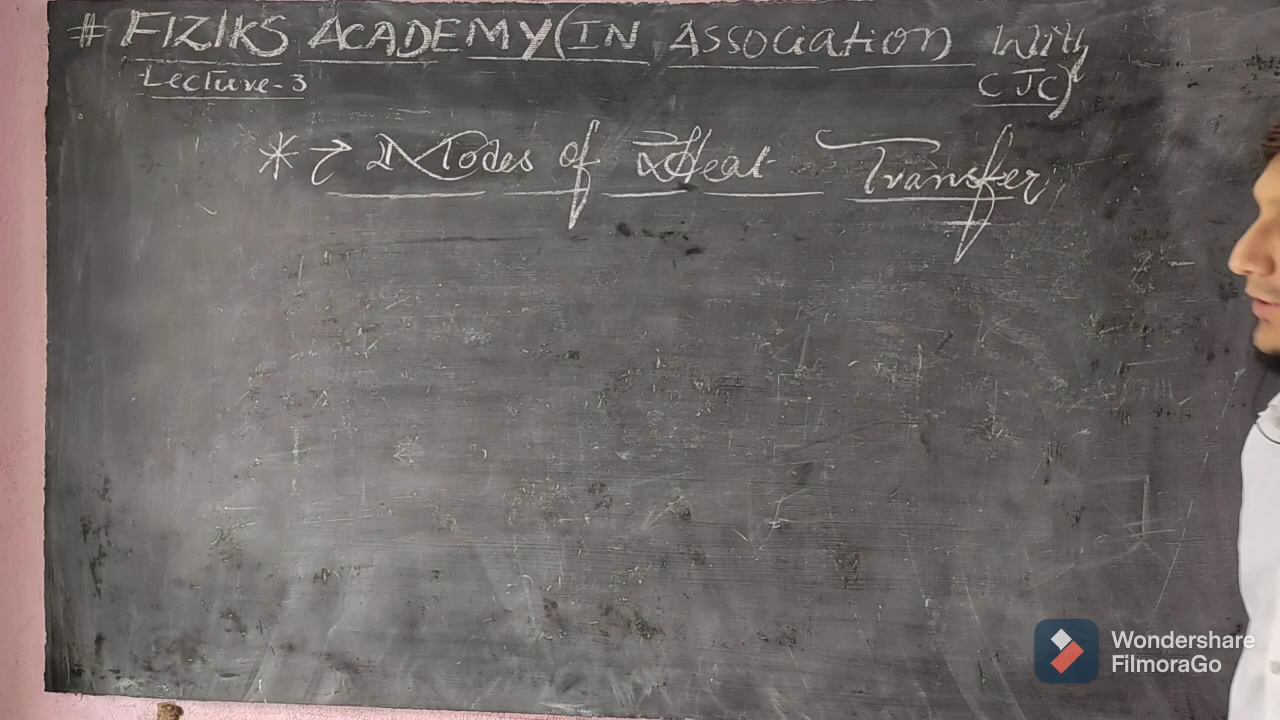 # FIZIKS ACADEMY (IN Association With CJC)
Lecture-3
* → Modes of Heat Transfer
Wondershare
FilmoraGo